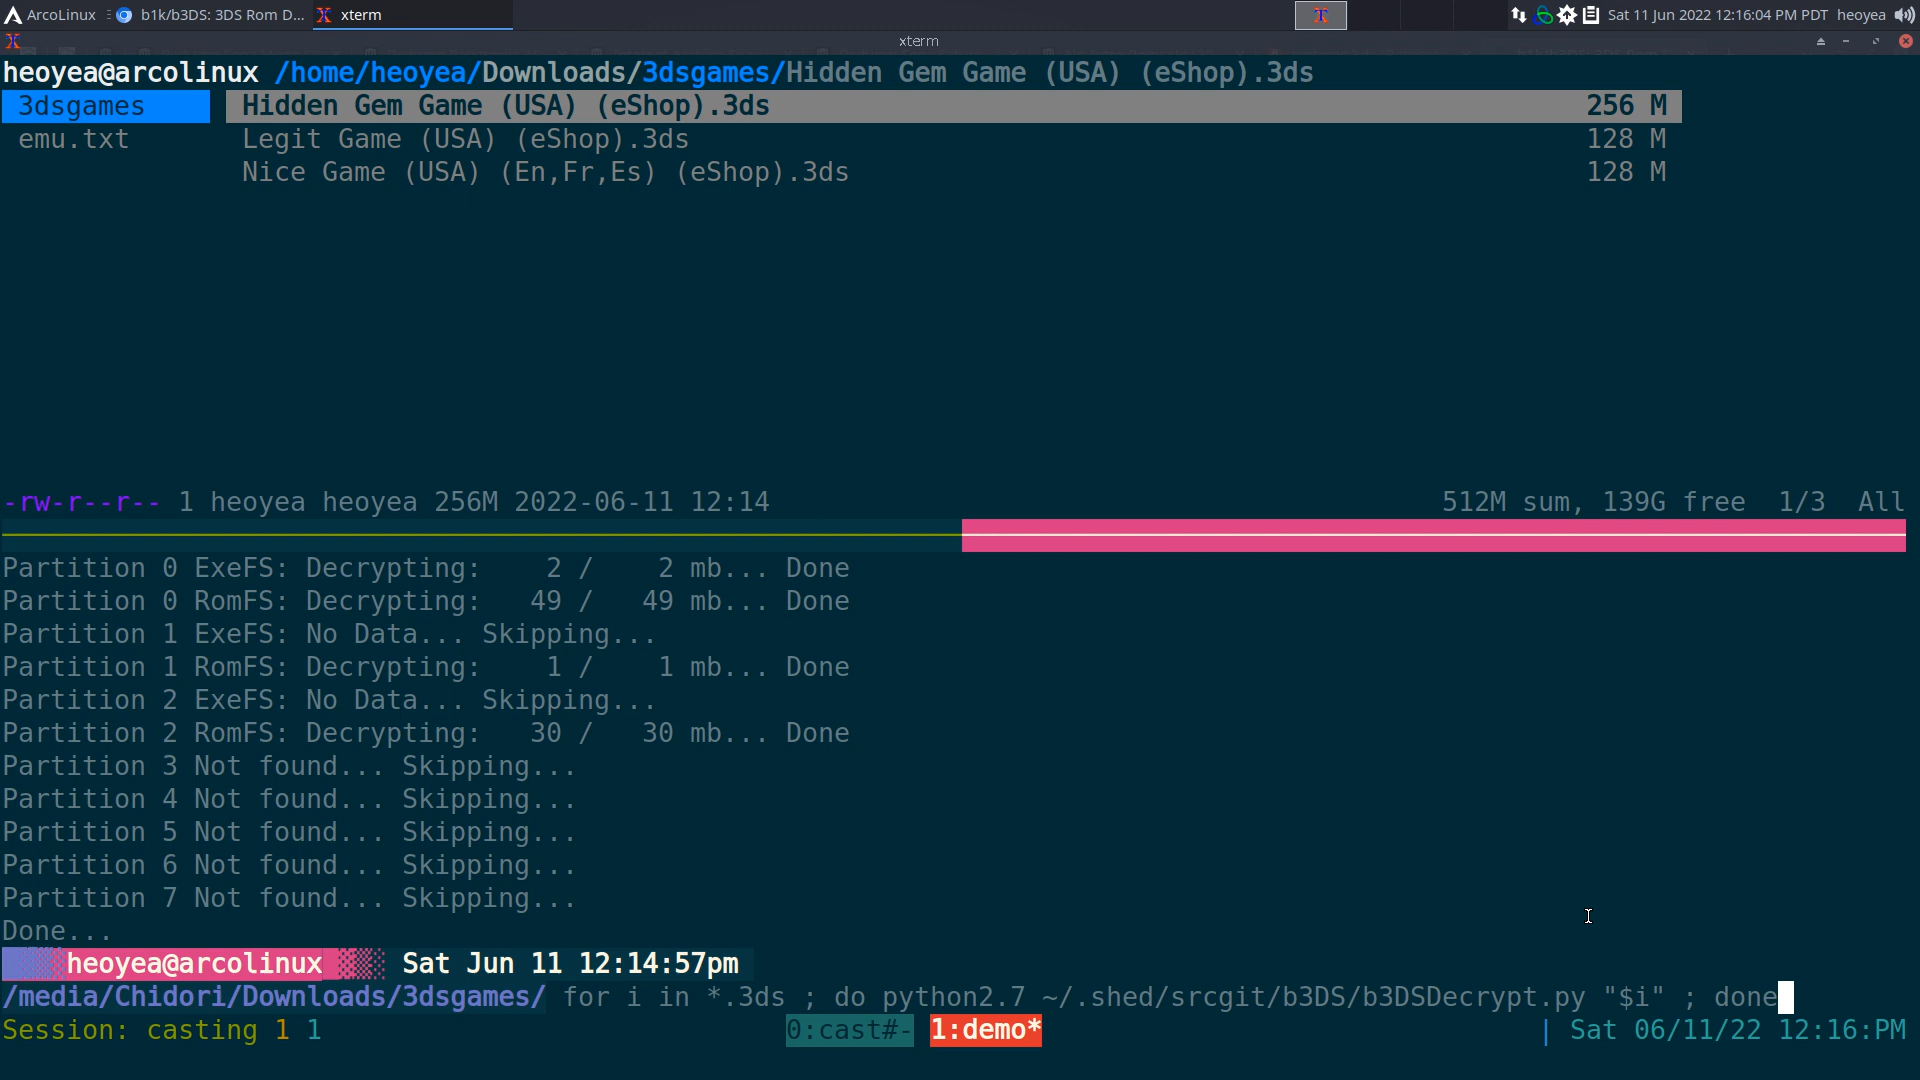 ArcoLinux b1k/b3DS: 3DS Rom D... xterm Sat 11 Jun 2022 12:16:04 PM PDT heoyea
xterm
heoyea@arcolinux /home/heoyea/Downloads/3dsgames/Hidden Gem Game (USA) (eShop).3ds
3dsgames Hidden Gem Game (USA) (eShop).3ds 256 M
emu.txt Legit Game (USA) (eShop).3ds 128 M
Nice Game (USA) (En,Fr,Es) (eShop).3ds 128 M
-rw-r--r-- 1 heoyea heoyea 256M 2022-06-11 12:14 512M sum, 139G free 1/3 All
Partition 0 ExeFS: Decrypting: 2 / 2 mb... Done
Partition 0 RomFS: Decrypting: 49 / 49 mb... Done
Partition 1 ExeFS: No Data... Skipping...
Partition 1 RomFS: Decrypting: 1 / 1 mb... Done
Partition 2 ExeFS: No Data... Skipping...
Partition 2 RomFS: Decrypting: 30 / 30 mb... Done
Partition 3 Not found... Skipping...
Partition 4 Not found... Skipping...
Partition 5 Not found... Skipping...
Partition 6 Not found... Skipping...
Partition 7 Not found... Skipping...
Done...
heoyea@arcolinux Sat Jun 11 12:14:57pm
/media/Chidori/Downloads/3dsgames/ for i in *.3ds ; do python2.7 ~/.shed/srcgit/b3DS/b3DSDecrypt.py "$i" ; done
Session: casting 1 1 0:cast#- 1:demo* | Sat 06/11/22 12:16:PM